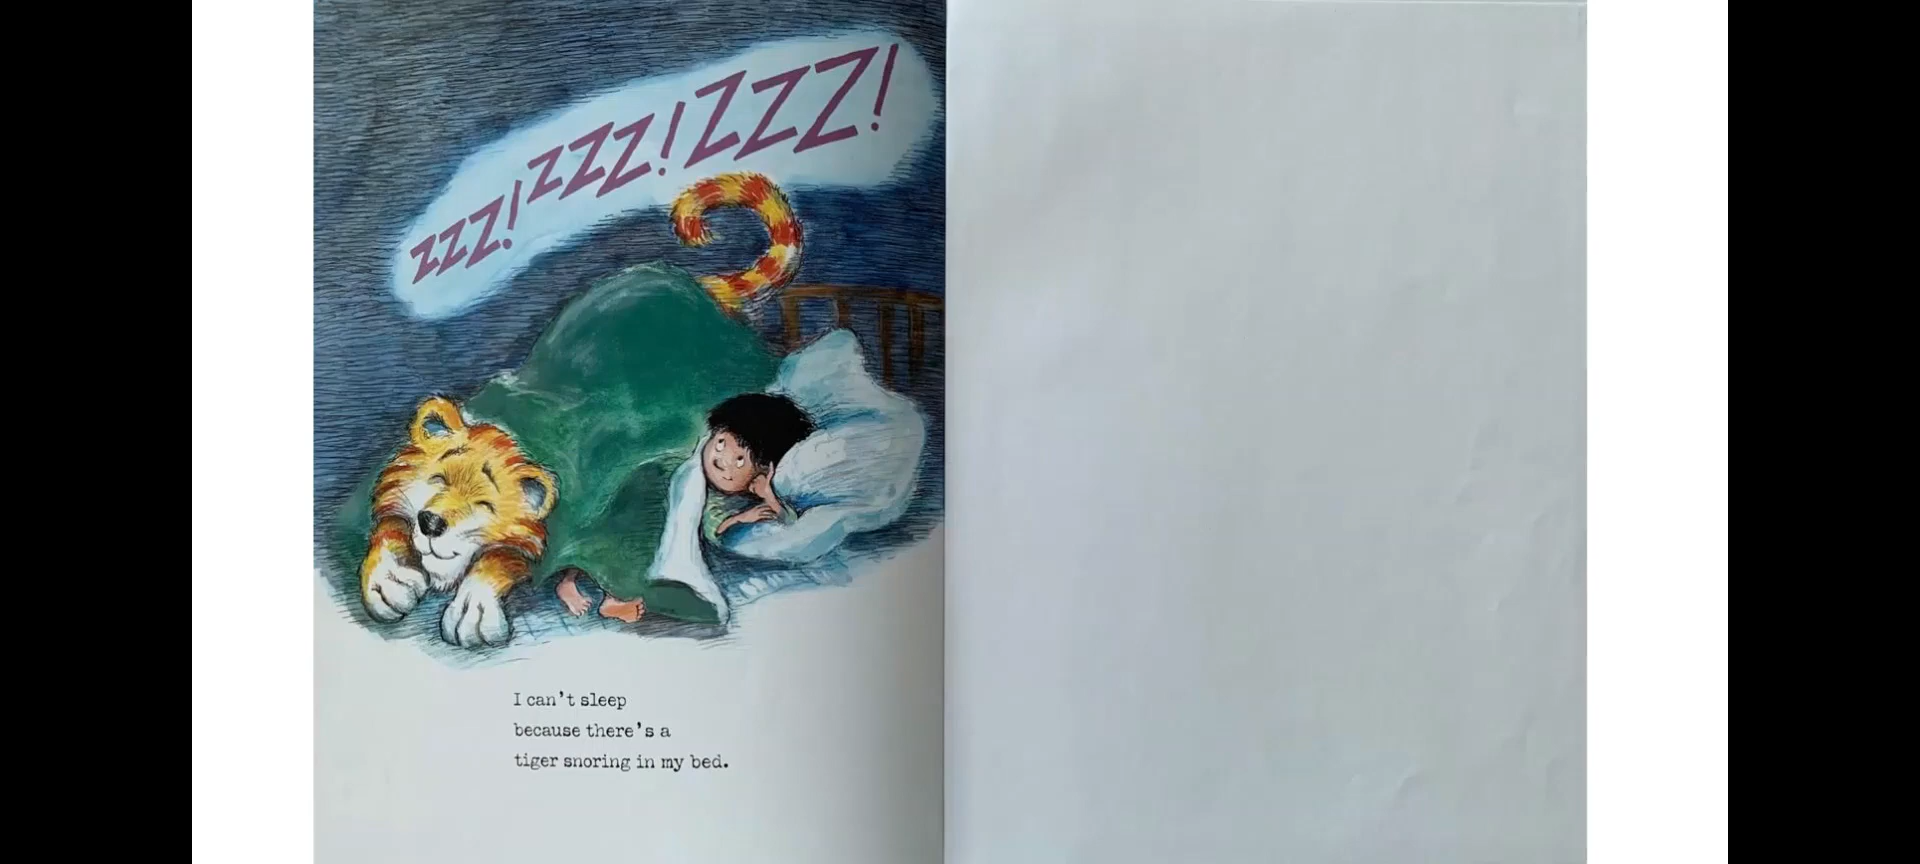 zzz! zzz! ZZZ!
I can't sleep
because there's a
tiger snoring in my bed.